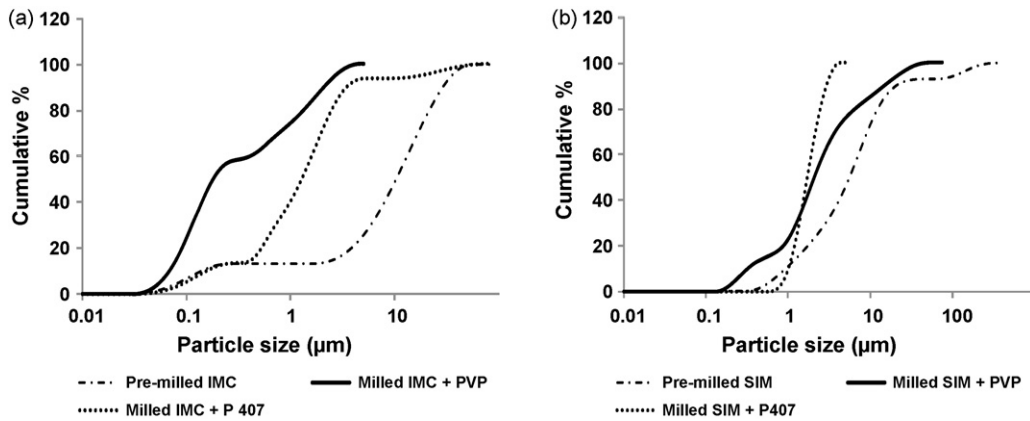 (a)
120
100
80
60
40
20
0
Cumulative %
0.01 0.1 1 10
Particle size (µm)
Pre-milled IMC Milled IMC + PVP
Milled IMC + P 407
(b)
120
100
80
60
40
20
0
Cumulative %
0.01 0.1 1 10 100
Particle size (µm)
Pre-milled SIM Milled SIM + PVP
Milled SIM + P407